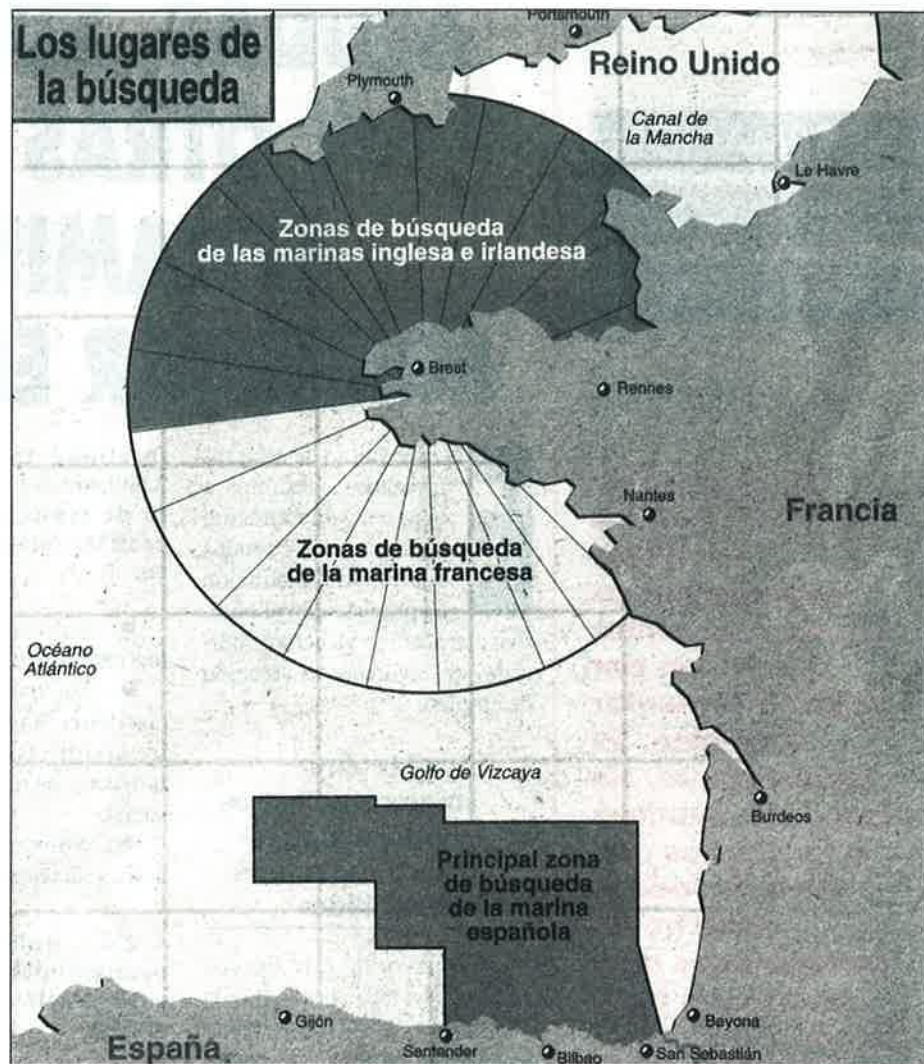 Los lugares de
la búsqueda
Portsmouth
Reino Unido
Plymouth
Canal de
la Mancha
Le Havre
Zonas de búsqueda
de las marinas inglesa e irlandesa
Brest
Rennes
Nantes
Francia
Zonas de búsqueda
de la marina francesa
Océano
Atlántico
Golfo de Vizcaya
Burdeos
Principal zona
de búsqueda
de la marina
española
Gijón
Bayona
España
Santander
Bilbao
San Sebastián